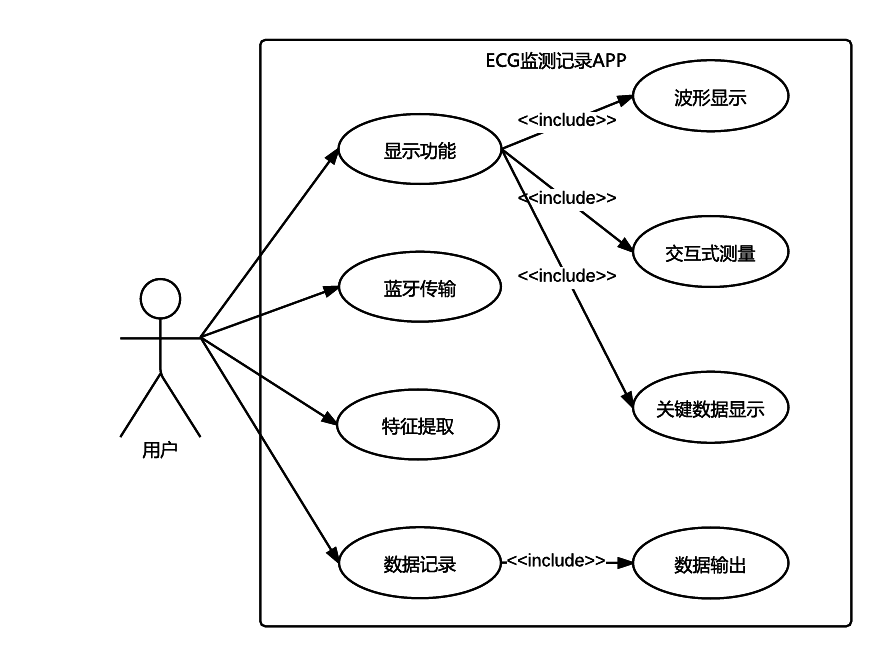 ECG监测记录APP
波形显示
<<include>>
显示功能
<<include>>
交互式测量
<<include>>
蓝牙传输
关键数据显示
特征提取
用户
数据记录
<<include>>
数据输出